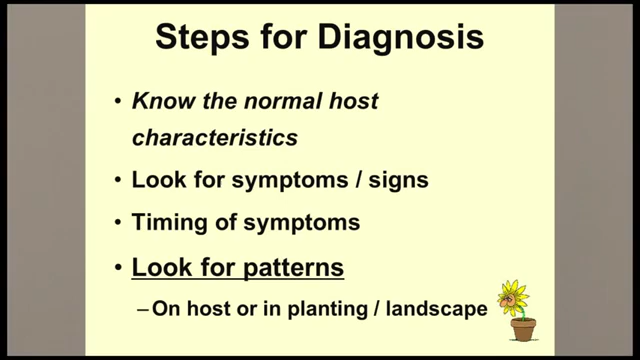 Steps for Diagnosis
• Know the normal host
characteristics
• Look for symptoms / signs
• Timing of symptoms
• Look for patterns
–On host or in planting / landscape